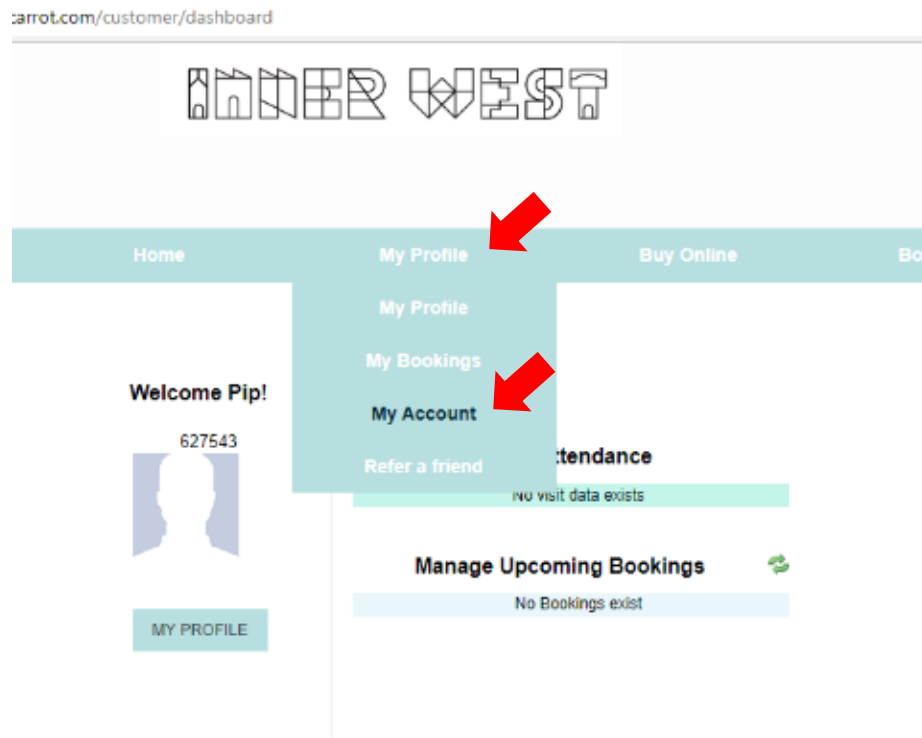 carrot.com/customer/dashboard
INNER WEST
Home My Profile Buy Online Bo
My Profile
My Bookings
My Account
Refer a friend
Welcome Pip!
627543
MY PROFILE
ttendance
No visit data exists
Manage Upcoming Bookings
No Bookings exist